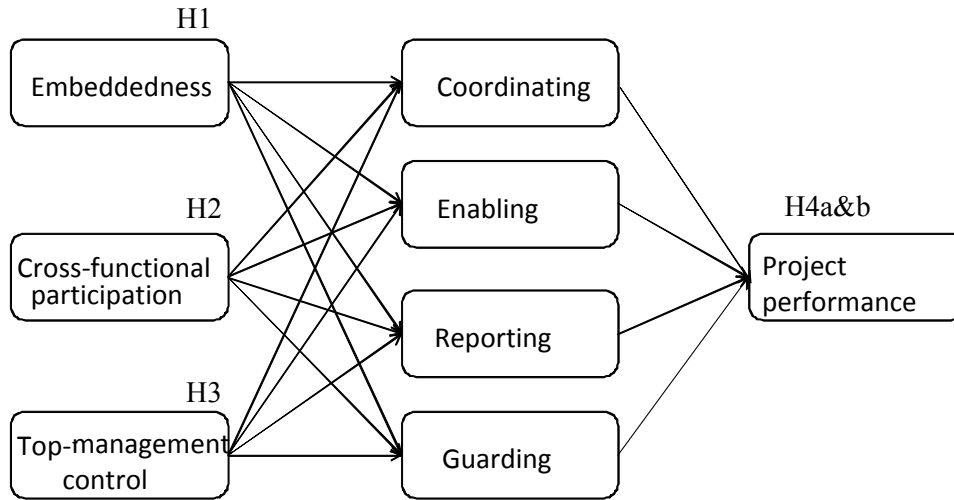 H1
Embeddedness
H2
Cross-functional
participation
H3
Top-management
control
Coordinating
Enabling
Reporting
Guarding
H4a&b
Project
performance